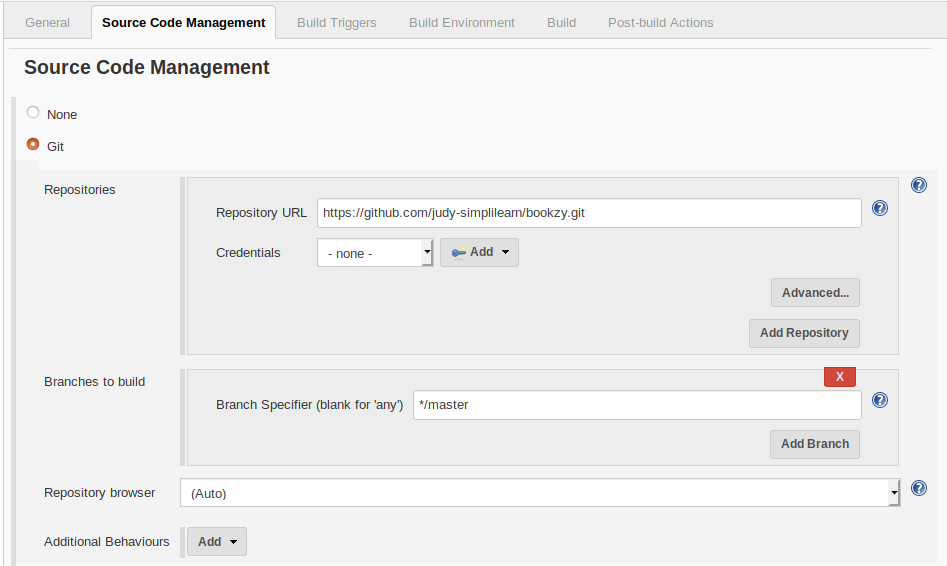 General Source Code Management Build Triggers Build Environment Build Post-build Actions
Source Code Management
None
Git
Repositories
?
Repository URL https://github.com/judy-simplilearn/bookzy.git ?
Credentials - none - Add
Advanced...
Add Repository
Branches to build
X
Branch Specifier (blank for 'any') */master ?
Add Branch
Repository browser (Auto) ?
Additional Behaviours Add